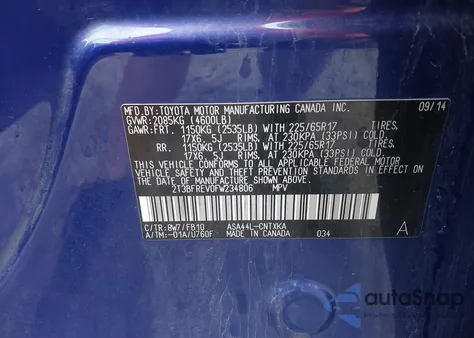 MFD.BY:TOYOTA MOTOR MANUFACTURING CANADA INC. 09/14
GVWR:2085KG (4600LB)
GAWR:FRT. 1150KG (2535LB) WITH 225/65R17 TIRES,
17X6.5J RIMS, AT 230KPA (33PSI) COLD.
RR. 1150KG (2535LB) WITH 225/65R17 TIRES,
17X6.5J RIMS, AT 230KPA (33PSI) COLD.
THIS VEHICLE CONFORMS TO ALL APPLICABLE FEDERAL MOTOR
VEHICLE SAFETY STANDARDS IN EFFECT ON
THE DATE OF MANUFACTURE SHOWN ABOVE.
2T3BFREV0FW234806 MPV
C/TR:8W7/FB10 ASA44L-CNTXKA
A/TM:-01A/U760F MADE IN CANADA 034 A
autoSnap